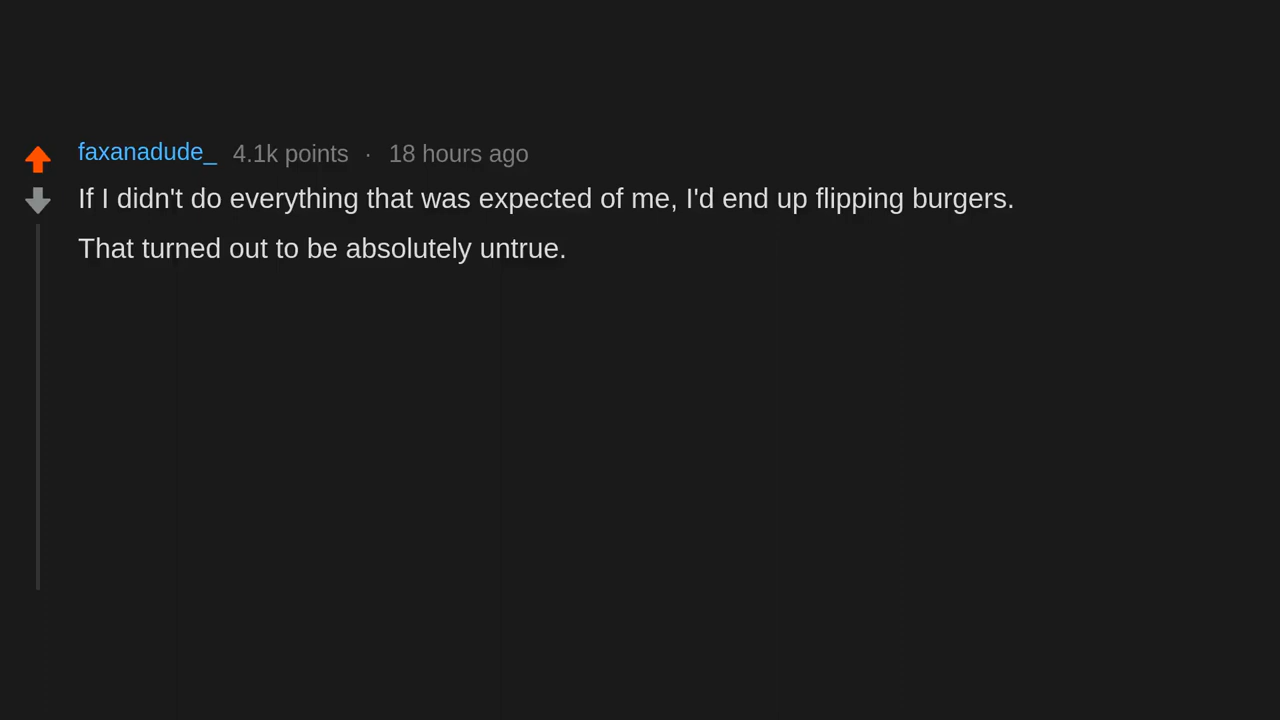 faxanadude_ 4.1k points · 18 hours ago
If I didn't do everything that was expected of me, I'd end up flipping burgers.
That turned out to be absolutely untrue.